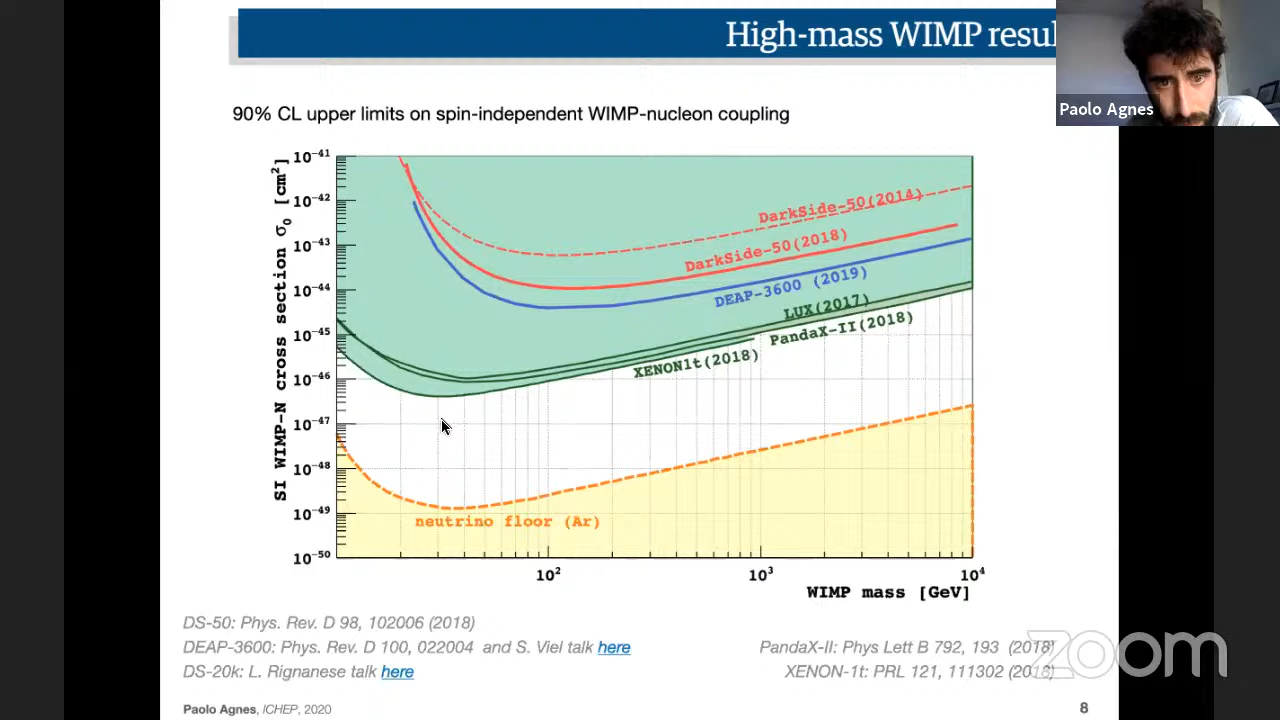 High-mass WIMP resul
Paolo Agnes
90% CL upper limits on spin-independent WIMP-nucleon coupling
SI WIMP-N cross section σ₀ [cm²]
10⁻⁴¹
10⁻⁴²
10⁻⁴³
10⁻⁴⁴
10⁻⁴⁵
10⁻⁴⁶
10⁻⁴⁷
10⁻⁴⁸
10⁻⁴⁹
10⁻⁵⁰
DarkSide-50(2014)
DarkSide-50(2018)
DEAP-3600 (2019)
LUX(2017)
PandaX-II(2018)
XENON1t(2018)
neutrino floor (Ar)
10² 10³ 10⁴
WIMP mass [GeV]
DS-50: Phys. Rev. D 98, 102006 (2018)
DEAP-3600: Phys. Rev. D 100, 022004 and S. Viel talk here
DS-20k: L. Rignanese talk here
PandaX-II: Phys Lett B 792, 193 (2018)
XENON-1t: PRL 121, 111302 (2018)
zoom
Paolo Agnes, ICHEP, 2020
8